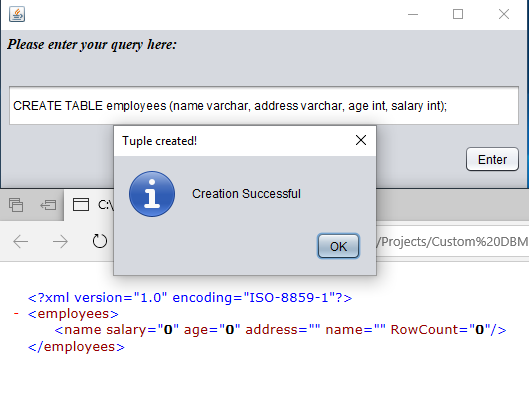 Please enter your query here:
CREATE TABLE employees (name varchar, address varchar, age int, salary int);
Enter
Tuple created!
Creation Successful
OK
C:\
/Projects/Custom%20DBM
<?xml version="1.0" encoding="ISO-8859-1"?>
- <employees>
<name salary="0" age="0" address="" name="" RowCount="0"/>
</employees>